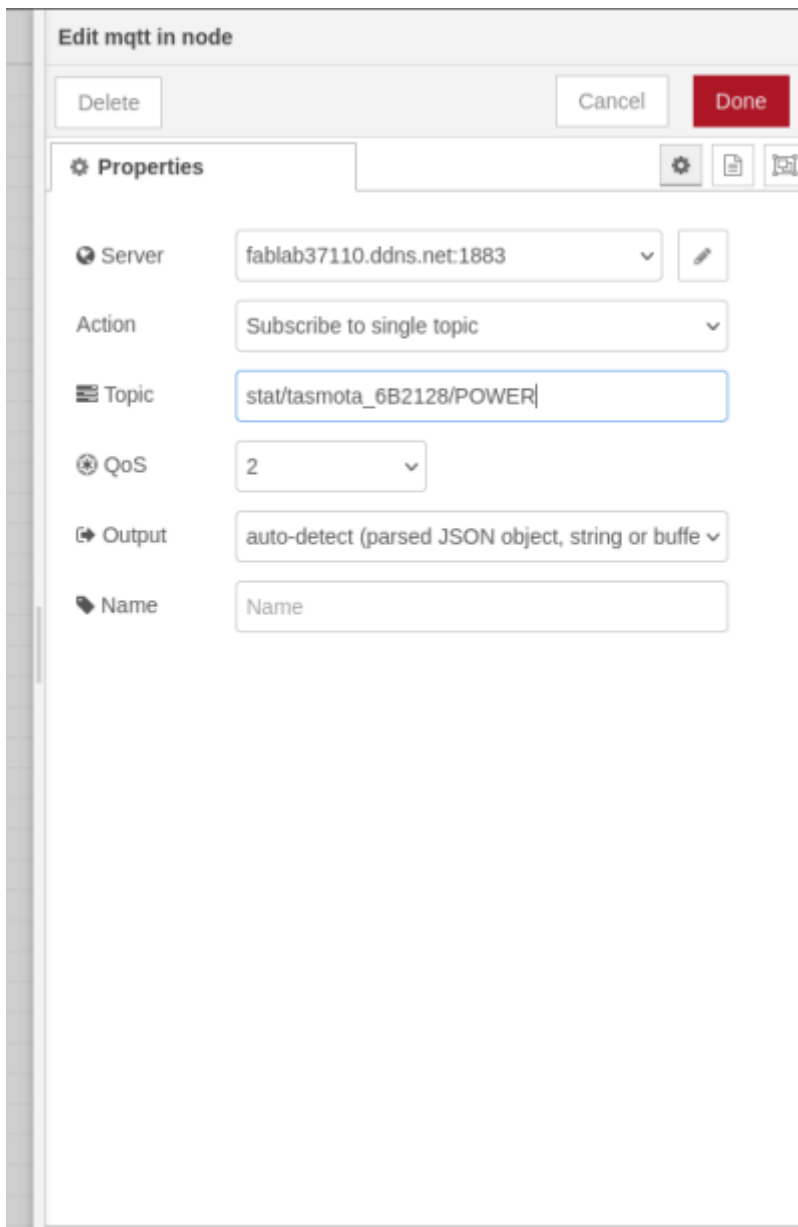 Edit mqtt in node
Delete
Cancel
Done
Properties
Server
fablab37110.ddns.net:1883
Action
Subscribe to single topic
Topic
stat/tasmota_6B2128/POWER
QoS
2
Output
auto-detect (parsed JSON object, string or buffe
Name
Name